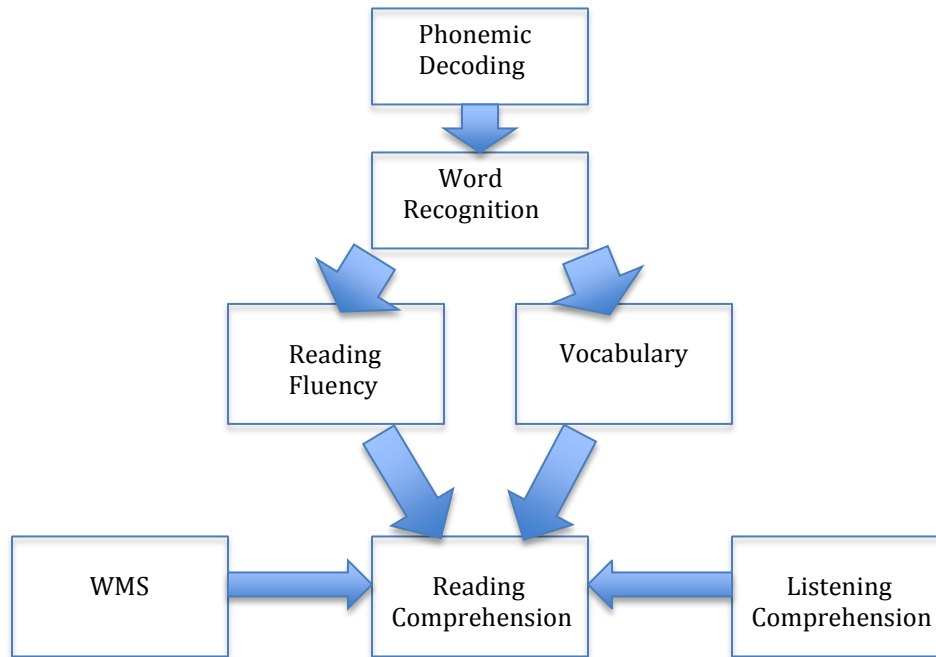 Phonemic
Decoding
Word
Recognition
Reading
Fluency
Vocabulary
WMS
Reading
Comprehension
Listening
Comprehension